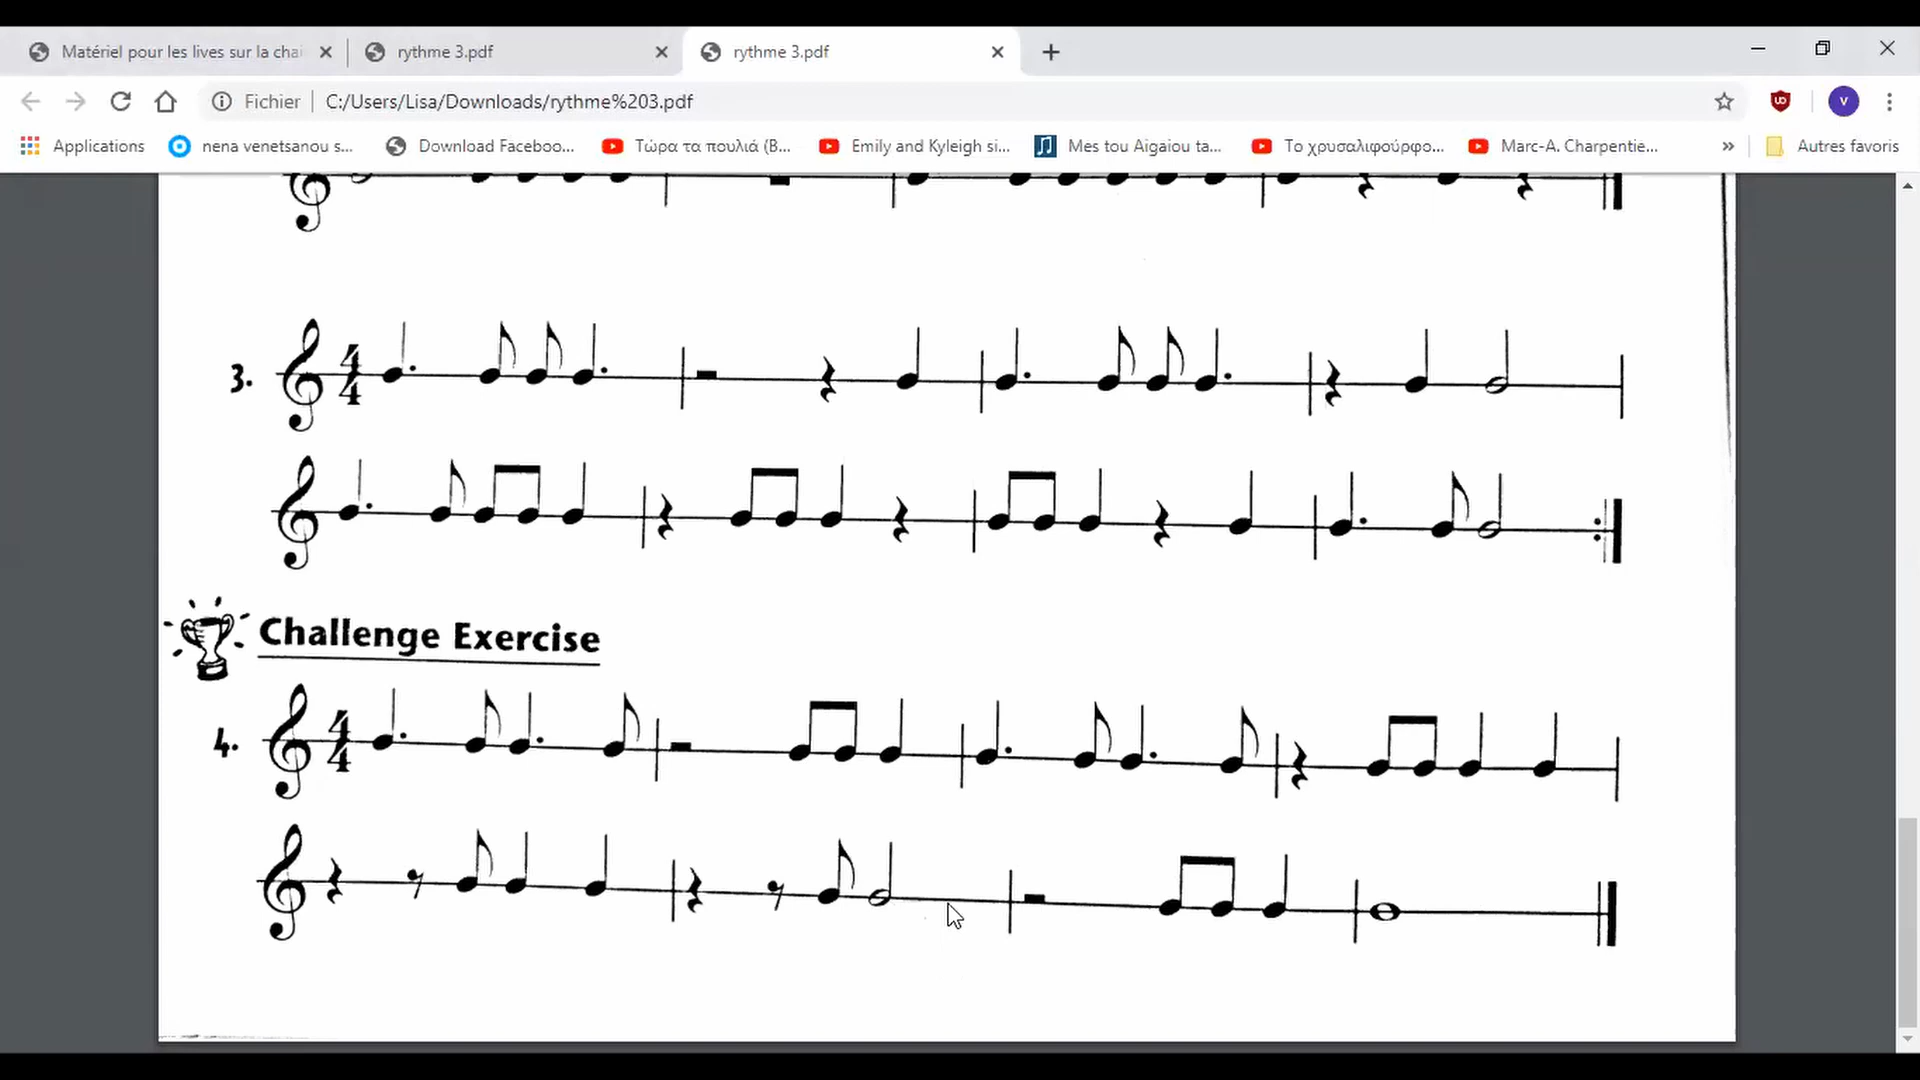 Matériel pour les lives sur la chai
rythme 3.pdf
rythme 3.pdf
Fichier
C:/Users/Lisa/Downloads/rythme%203.pdf
V
Applications
nena venetsanou s...
Download Faceboo...
Τώρα τα πουλιά (B...
Emily and Kyleigh si...
Mes tou Aigaiou ta...
Το χρυσαλιφούρφο...
Marc-A. Charpentie...
»
Autres favoris
3.
4
4
Challenge Exercise
4.
4
4